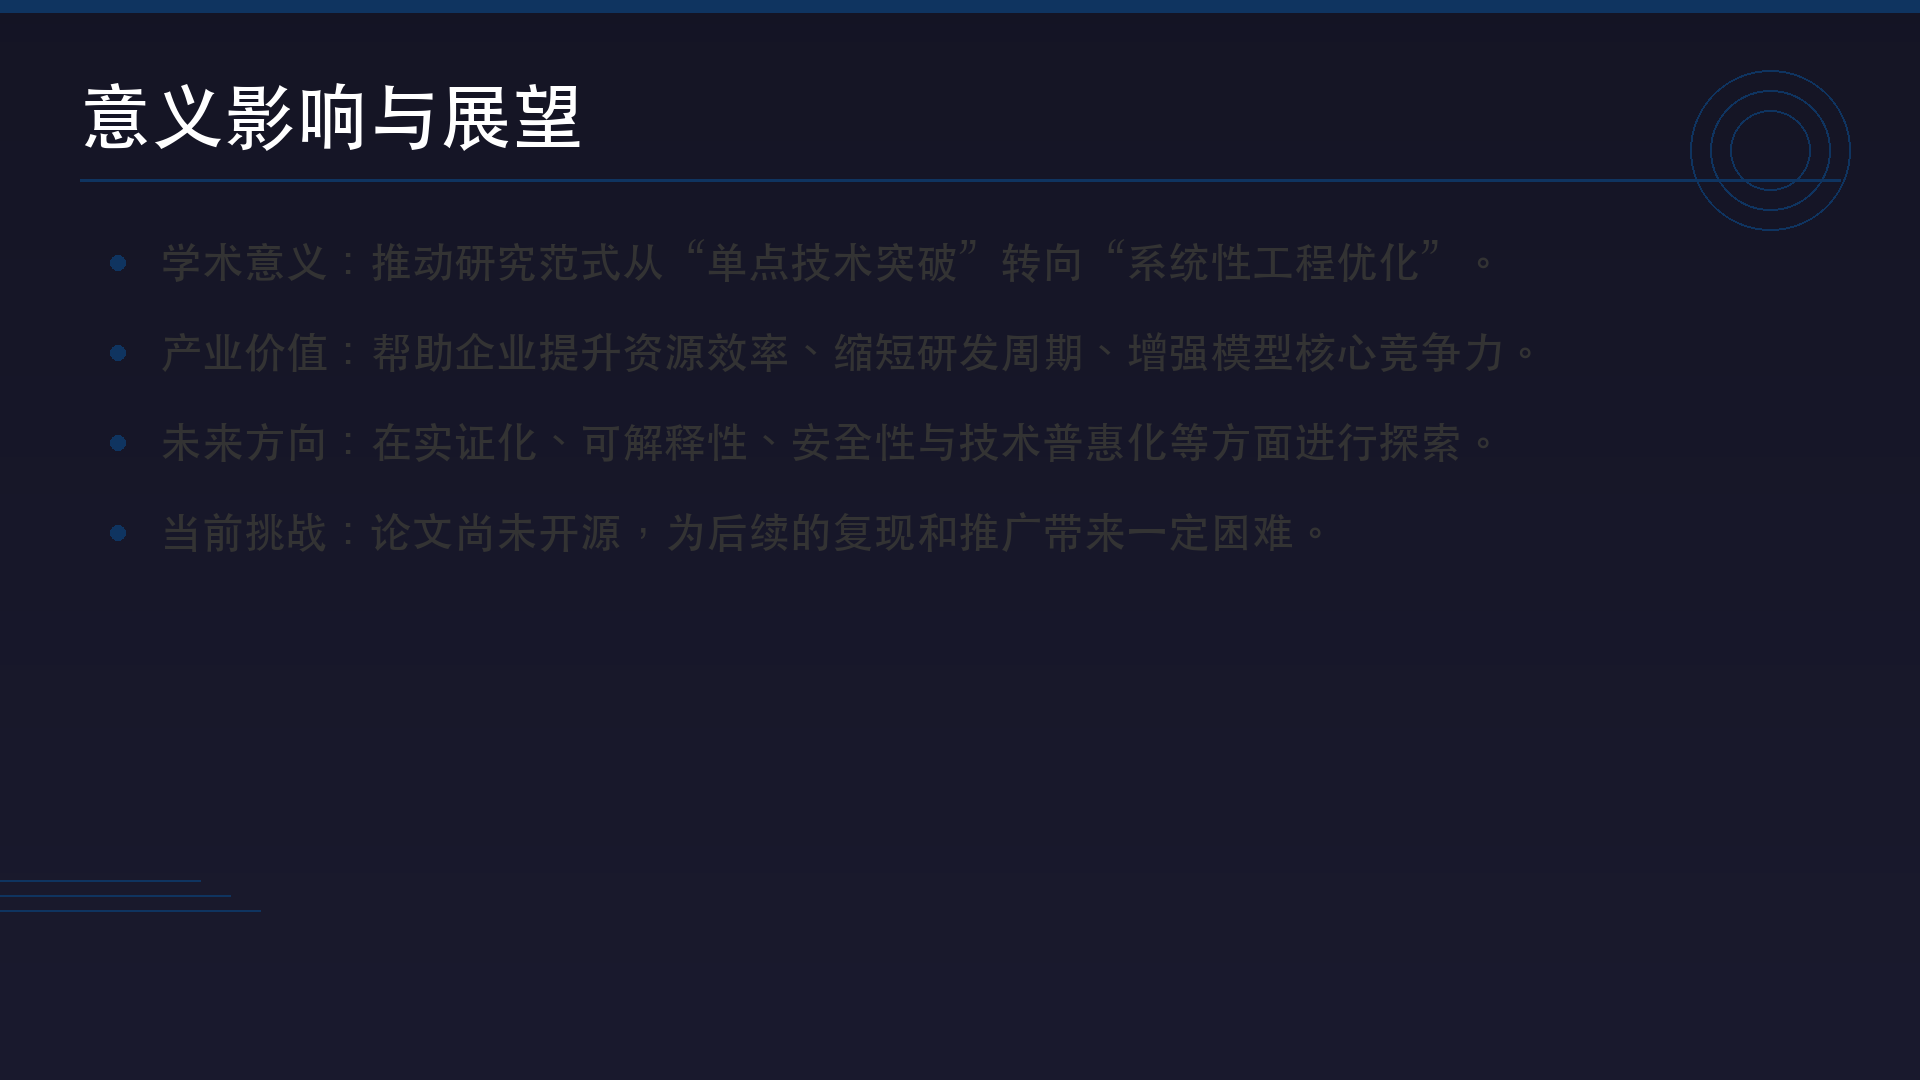 意义影响与展望
学术意义：推动研究范式从“单点技术突破”转向“系统性工程优化”。
产业价值：帮助企业提升资源效率、缩短研发周期、增强模型核心竞争力。
未来方向：在实证化、可解释性、安全性与技术普惠化等方面进行探索。
当前挑战：论文尚未开源，为后续的复现和推广带来一定困难。